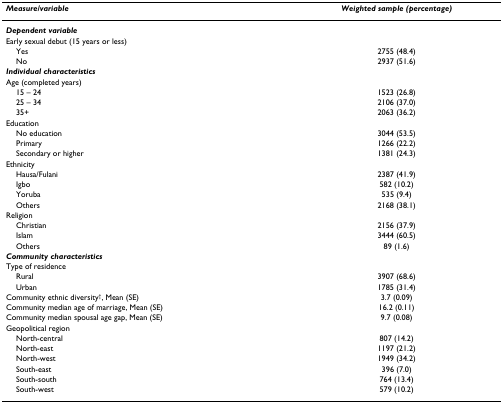 Measure/variable Weighted sample (percentage)
Dependent variable
Early sexual debut (15 years or less)
Yes 2755 (48.4)
No 2937 (51.6)
Individual characteristics
Age (completed years)
15 – 24 1523 (26.8)
25 – 34 2106 (37.0)
35+ 2063 (36.2)
Education
No education 3044 (53.5)
Primary 1266 (22.2)
Secondary or higher 1381 (24.3)
Ethnicity
Hausa/Fulani 2387 (41.9)
Igbo 582 (10.2)
Yoruba 535 (9.4)
Others 2168 (38.1)
Religion
Christian 2156 (37.9)
Islam 3444 (60.5)
Others 89 (1.6)
Community characteristics
Type of residence
Rural 3907 (68.6)
Urban 1785 (31.4)
Community ethnic diversity†, Mean (SE) 3.7 (0.09)
Community median age of marriage, Mean (SE) 16.2 (0.11)
Community median spousal age gap, Mean (SE) 9.7 (0.08)
Geopolitical region
North-central 807 (14.2)
North-east 1197 (21.2)
North-west 1949 (34.2)
South-east 396 (7.0)
South-south 764 (13.4)
South-west 579 (10.2)